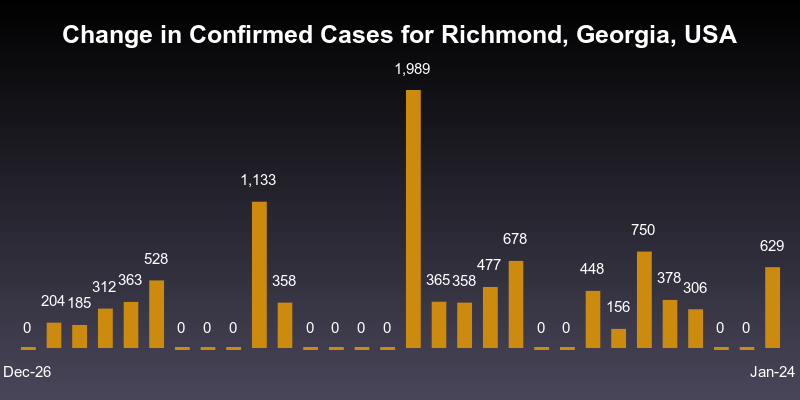 Change in Confirmed Cases for Richmond, Georgia, USA
0 204 185 312 363 528 0 0 0 1,133 358 0 0 0 0 1,989 365 358 477 678 0 0 448 156 750 378 306 0 0 629
Dec-26 Jan-24